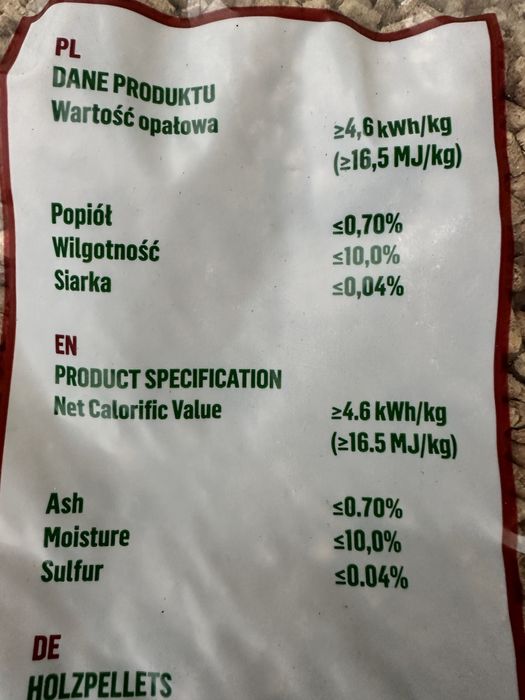 PL
DANE PRODUKTU
Wartość opałowa ≥4,6 kWh/kg
(≥16,5 MJ/kg)
Popiół ≤0,70%
Wilgotność ≤10,0%
Siarka ≤0,04%
EN
PRODUCT SPECIFICATION
Net Calorific Value ≥4.6 kWh/kg
(≥16.5 MJ/kg)
Ash ≤0.70%
Moisture ≤10,0%
Sulfur ≤0.04%
DE
HOLZPELLETS